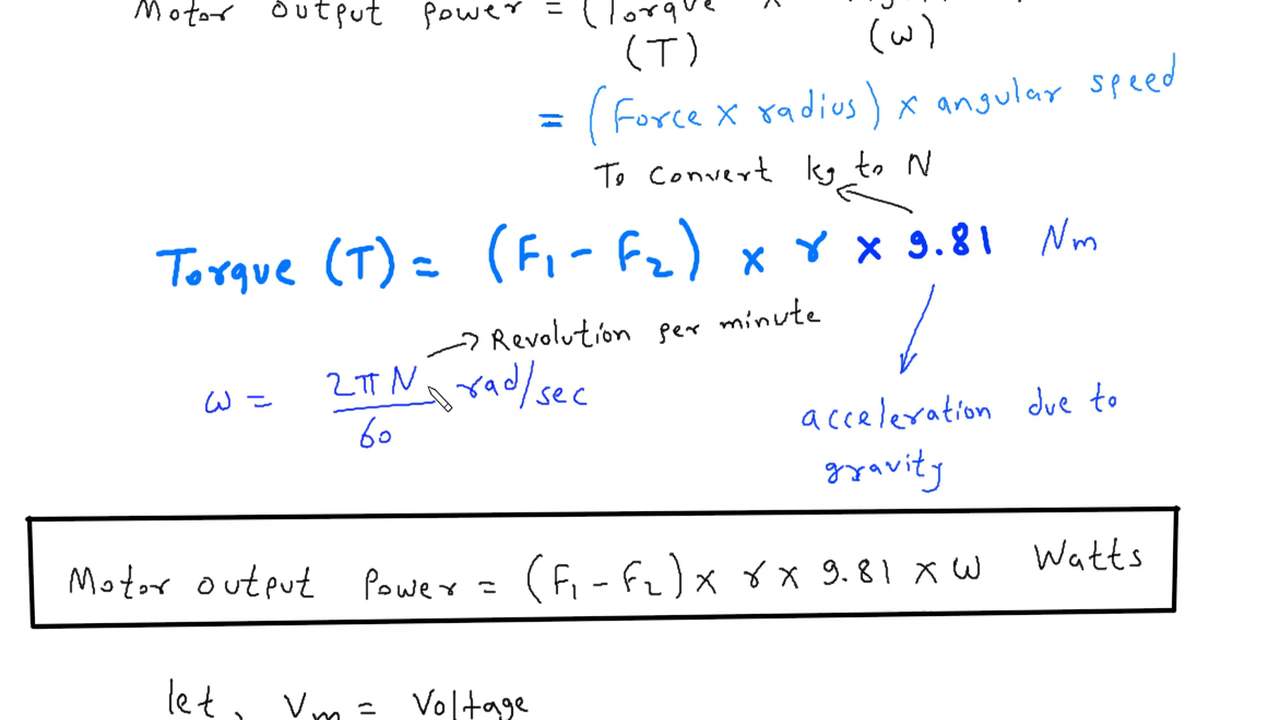 Motor output power = (Torque x
(T) (ω)
= (Force x radius) x angular speed
To convert kg to N
Torque (T) = (F1 - F2) x r x 9.81 Nm
Revolution per minute
ω = 2πN/60 rad/sec
acceleration due to
gravity
Motor output Power = (F1 - F2) x r x 9.81 x ω Watts
let, Vm = Voltage